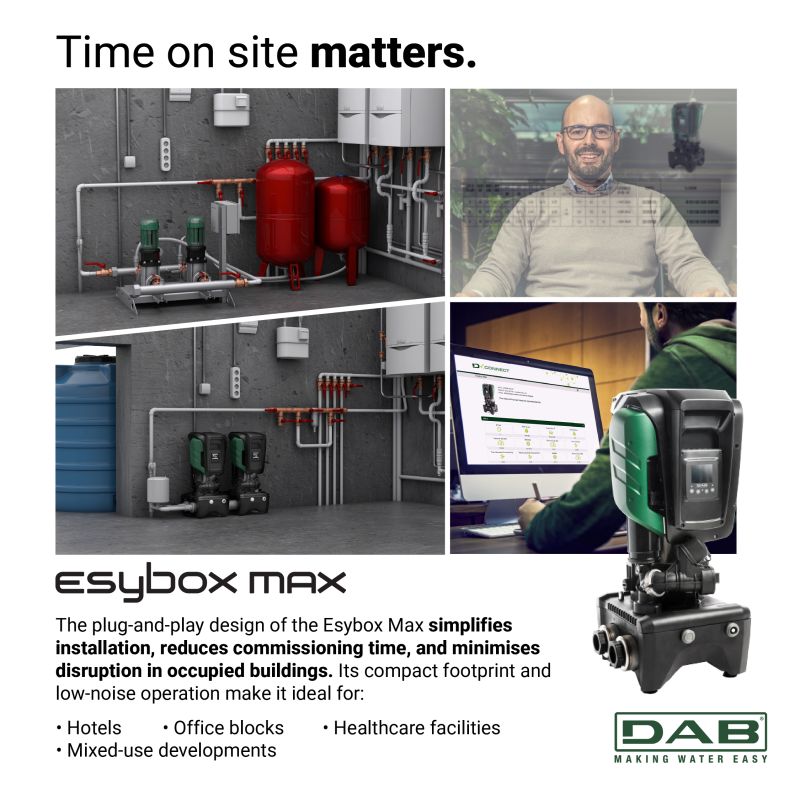 Time on site matters.
D CONNECT
esybox max
The plug-and-play design of the Esybox Max simplifies
installation, reduces commissioning time, and minimises
disruption in occupied buildings. Its compact footprint and
low-noise operation make it ideal for:
• Hotels • Office blocks • Healthcare facilities
• Mixed-use developments
DAB®
MAKING WATER EASY